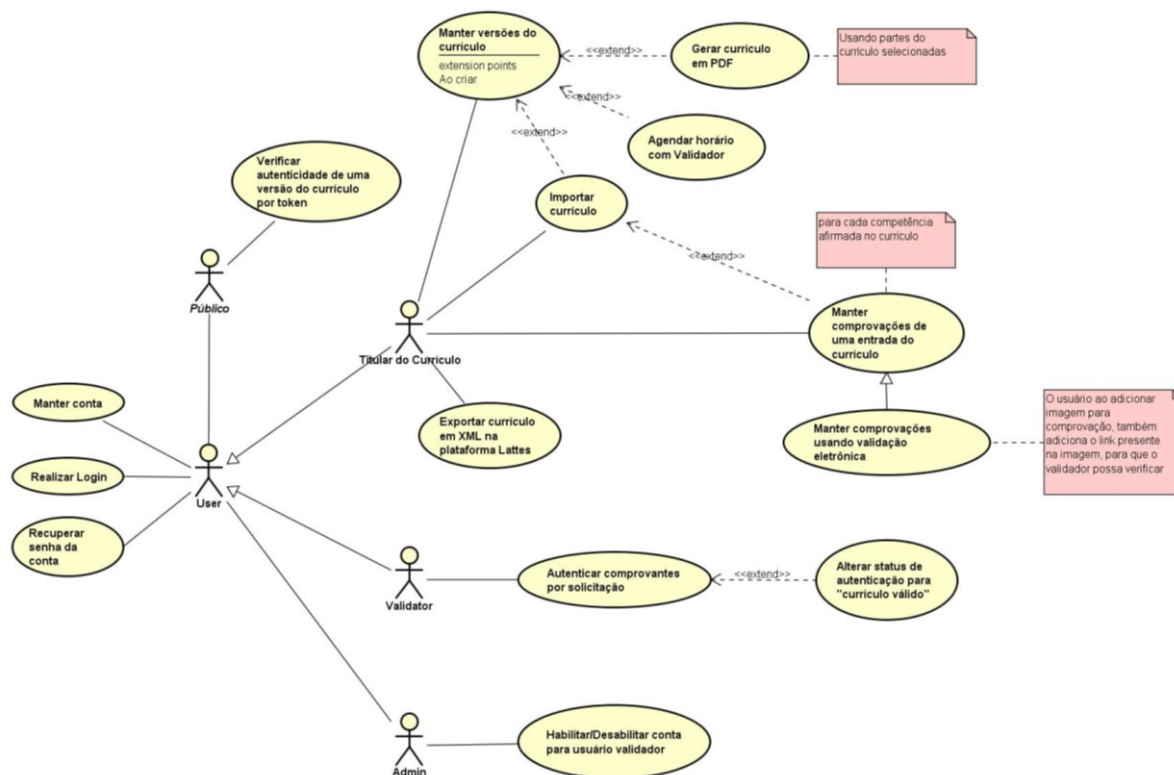 Manter versões do
currículo
extension points
Ao criar
<<extend>>
Gerar currículo
em PDF
Usando partes do
currículo selecionadas
<<extend>>
<<extend>>
Agendar horário
com Validador
Verificar
autenticidade de uma
versão do currículo
por token
Importar
currículo
para cada competência
afirmada no currículo
<<extend>>
Público
Manter
comprovações de
uma entrada do
currículo
Titular do Currículo
Manter conta
Exportar currículo
em XML na
plataforma Lattes
Manter comprovações
usando validação
eletrônica
O usuário ao adicionar
imagem para
comprovação, também
adiciona o link presente
na imagem, para que o
validador possa verificar
Realizar Login
User
Recuperar
senha da
conta
Validator
Autenticar comprovantes
por solicitação
<<extend>>
Alterar status de
autenticação para
"currículo válido"
Admin
Habilitar/Desabilitar conta
para usuário validador